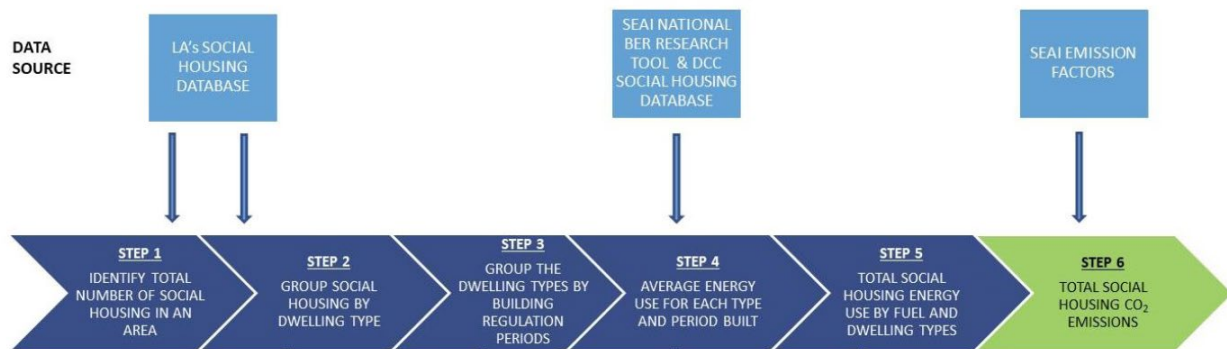 DATA
SOURCE
LA's SOCIAL
HOUSING
DATABASE
SEAI NATIONAL
BER RESEARCH
TOOL & DCC
SOCIAL HOUSING
DATABASE
SEAI EMISSION
FACTORS
STEP 1
IDENTIFY TOTAL
NUMBER OF SOCIAL
HOUSING IN AN
AREA
STEP 2
GROUP SOCIAL
HOUSING BY
DWELLING TYPE
STEP 3
GROUP THE
DWELLING TYPES BY
BUILDING
REGULATION
PERIODS
STEP 4
AVERAGE ENERGY
USE FOR EACH TYPE
AND PERIOD BUILT
STEP 5
TOTAL SOCIAL
HOUSING ENERGY
USE BY FUEL AND
DWELLING TYPES
STEP 6
TOTAL SOCIAL
HOUSING CO₂
EMISSIONS